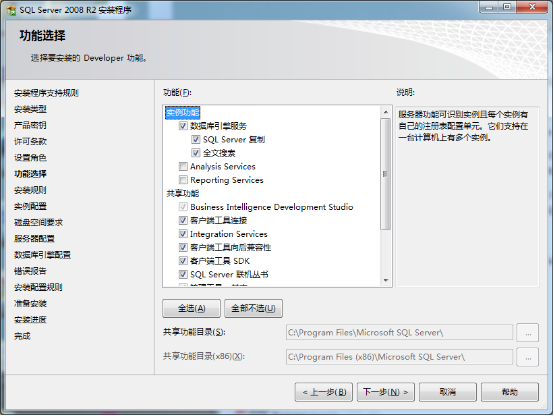 SQL Server 2008 R2 安装程序
功能选择
选择要安装的 Developer 功能。
安装程序支持规则
安装类型
产品密钥
许可条款
设置角色
功能选择
安装规则
实例配置
磁盘空间要求
服务器配置
数据库引擎配置
错误报告
安装配置规则
准备安装
安装进度
完成
功能(F):
实例功能
数据库引擎服务
SQL Server 复制
全文搜索
Analysis Services
Reporting Services
共享功能
Business Intelligence Development Studio
客户端工具连接
Integration Services
客户端工具向后兼容性
客户端工具 SDK
SQL Server 联机丛书
说明:
服务器功能可识别实例且每个实例有
自己的注册表配置单元。它们支持在
一台计算机上有多个实例。
全选(A)
全部不选(U)
共享功能目录(S):
C:\Program Files\Microsoft SQL Server\
...
共享功能目录(x86)(X):
C:\Program Files (x86)\Microsoft SQL Server\
...
< 上一步(B)
下一步(N) >
取消
帮助